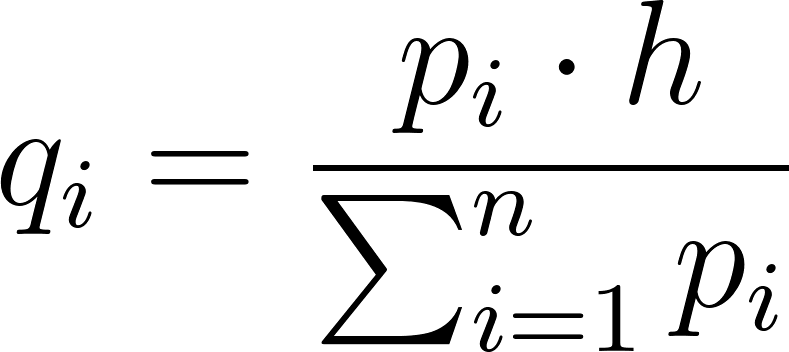 q_i = \frac{p_i \cdot h}{\sum_{i=1}^{n} p_i}